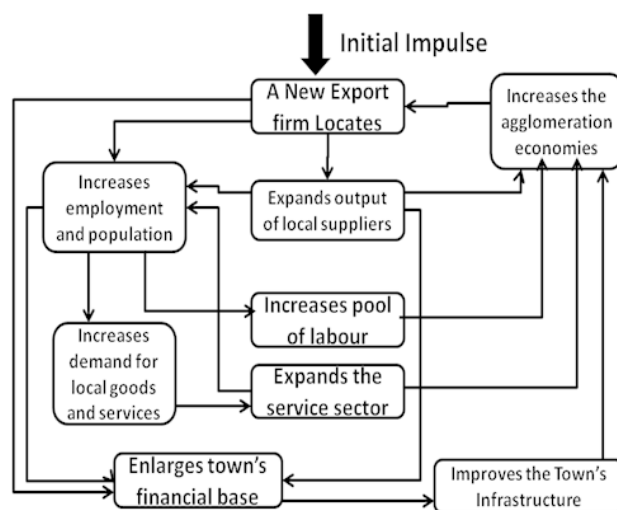 Initial Impulse
A New Export
firm Locates
Increases the
agglomeration
economies
Increases
employment
and population
Expands output
of local suppliers
Increases pool
of labour
Increases
demand for
local goods
and services
Expands the
service sector
Enlarges town's
financial base
Improves the Town's
Infrastructure